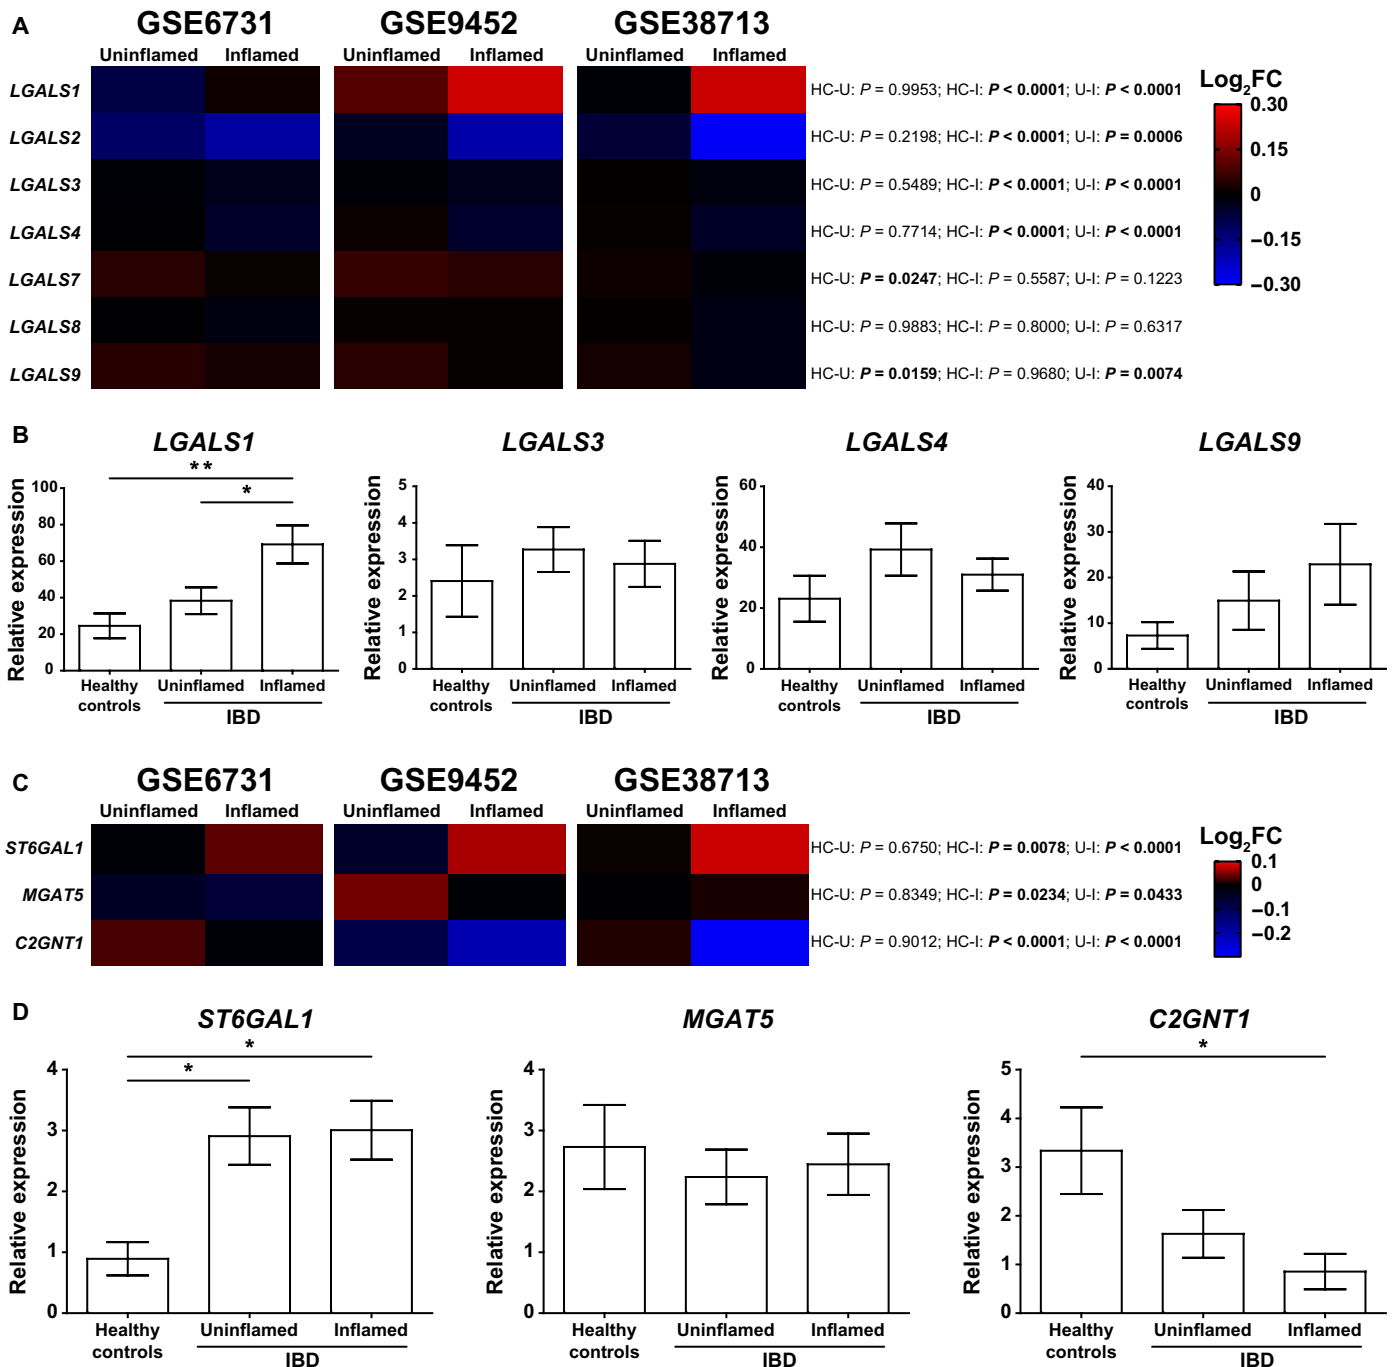 A
GSE6731 GSE9452 GSE38713
Uninflamed Inflamed Uninflamed Inflamed Uninflamed Inflamed
LGALS1 HC-U: P = 0.9953; HC-I: P < 0.0001; U-I: P < 0.0001
LGALS2 HC-U: P = 0.2198; HC-I: P < 0.0001; U-I: P = 0.0006
LGALS3 HC-U: P = 0.5489; HC-I: P < 0.0001; U-I: P < 0.0001
LGALS4 HC-U: P = 0.7714; HC-I: P < 0.0001; U-I: P < 0.0001
LGALS7 HC-U: P = 0.0247; HC-I: P = 0.5587; U-I: P = 0.1223
LGALS8 HC-U: P = 0.9883; HC-I: P = 0.8000; U-I: P = 0.6317
LGALS9 HC-U: P = 0.0159; HC-I: P = 0.9680; U-I: P = 0.0074
Log₂FC
0.30
0.15
0
−0.15
−0.30
B
LGALS1
**
*
Relative expression
100
80
60
40
20
0
Healthy controls
Uninflamed
Inflamed
IBD
LGALS3
Relative expression
5
4
3
2
1
0
Healthy controls
Uninflamed
Inflamed
IBD
LGALS4
Relative expression
60
40
20
0
Healthy controls
Uninflamed
Inflamed
IBD
LGALS9
Relative expression
40
30
20
10
0
Healthy controls
Uninflamed
Inflamed
IBD
C
GSE6731 GSE9452 GSE38713
Uninflamed Inflamed Uninflamed Inflamed Uninflamed Inflamed
ST6GAL1 HC-U: P = 0.6750; HC-I: P = 0.0078; U-I: P < 0.0001
MGAT5 HC-U: P = 0.8349; HC-I: P = 0.0234; U-I: P = 0.0433
C2GNT1 HC-U: P = 0.9012; HC-I: P < 0.0001; U-I: P < 0.0001
Log₂FC
0.1
0
−0.1
−0.2
D
ST6GAL1
*
*
Relative expression
4
3
2
1
0
Healthy controls
Uninflamed
Inflamed
IBD
MGAT5
Relative expression
4
3
2
1
0
Healthy controls
Uninflamed
Inflamed
IBD
C2GNT1
*
Relative expression
5
4
3
2
1
0
Healthy controls
Uninflamed
Inflamed
IBD